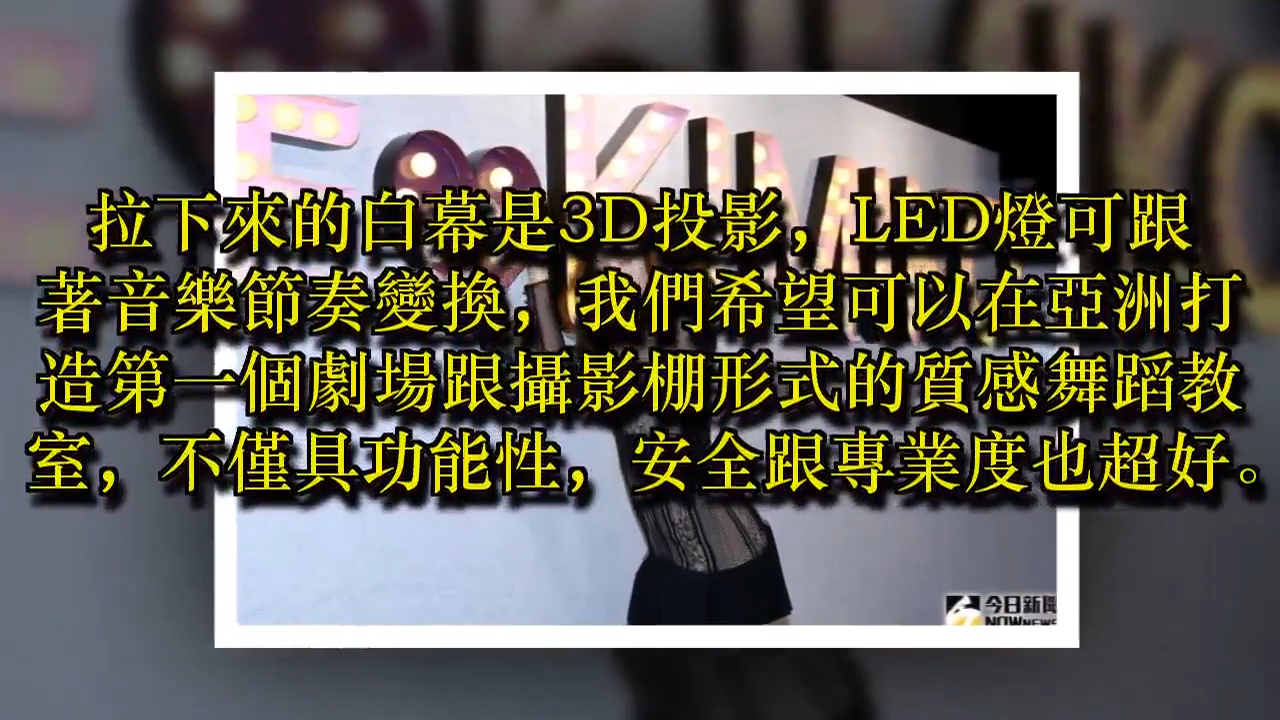 E KIMIKO
拉下來的白幕是3D投影，LED燈可跟
著音樂節奏變換，我們希望可以在亞洲打
造第一個劇場跟攝影棚形式的質感舞蹈教
室，不僅具功能性，安全跟專業度也超好。
今日新聞
NOWNEWS